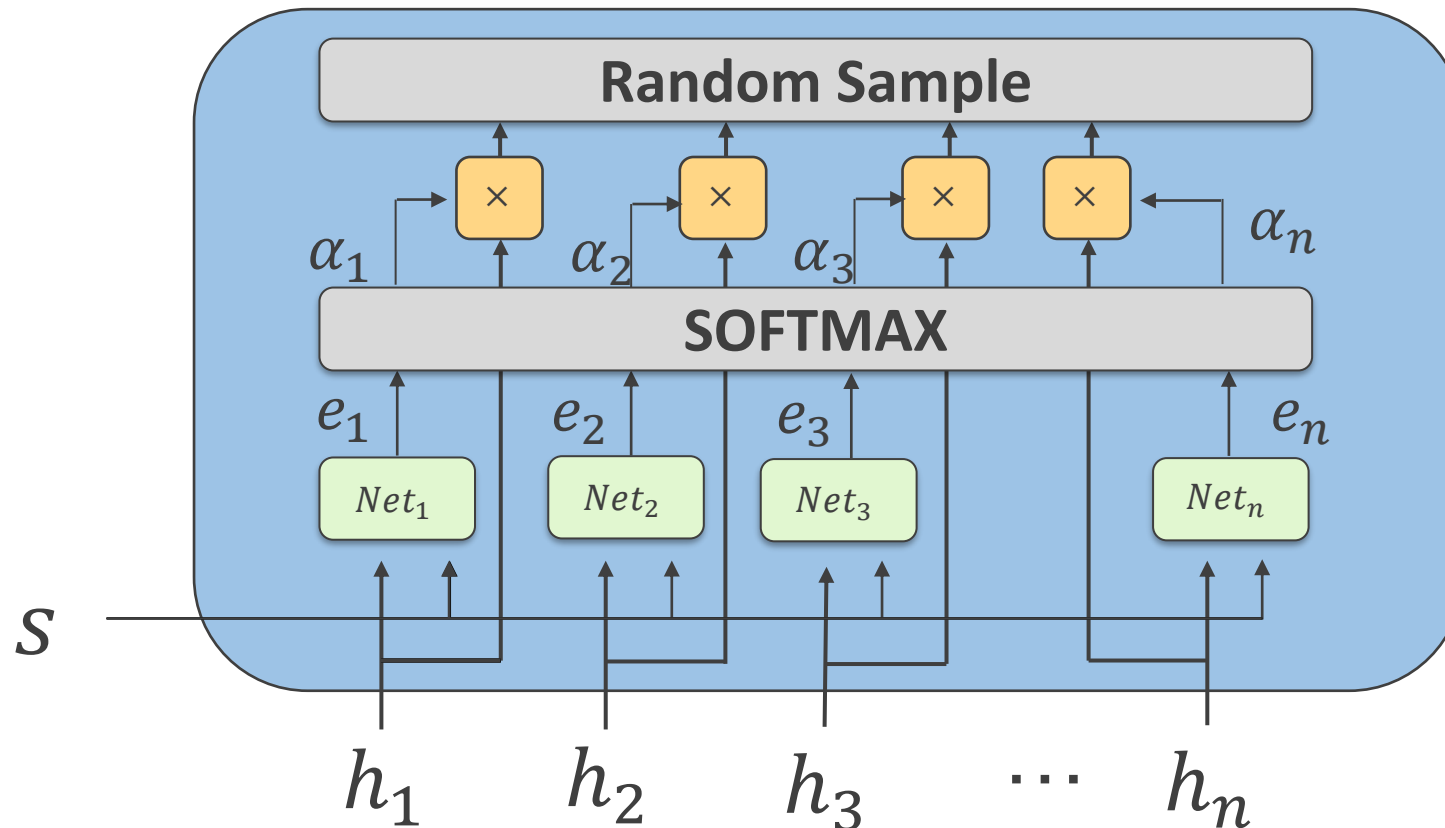 Random Sample
× × × ×
α₁ α₂ α₃ αₙ
SOFTMAX
e₁ e₂ e₃ eₙ
Net₁ Net₂ Net₃ Netₙ
s
h₁ h₂ h₃ ⋯ hₙ